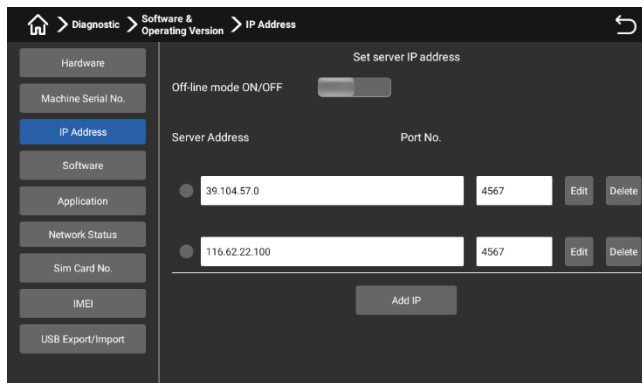 Diagnostic
Software &
Operating Version
IP Address
Hardware
Machine Serial No.
IP Address
Software
Application
Network Status
Sim Card No.
IMEI
USB Export/Import
Set server IP address
Off-line mode ON/OFF
Server Address Port No.
39.104.57.0 4567 Edit Delete
116.62.22.100 4567 Edit Delete
Add IP